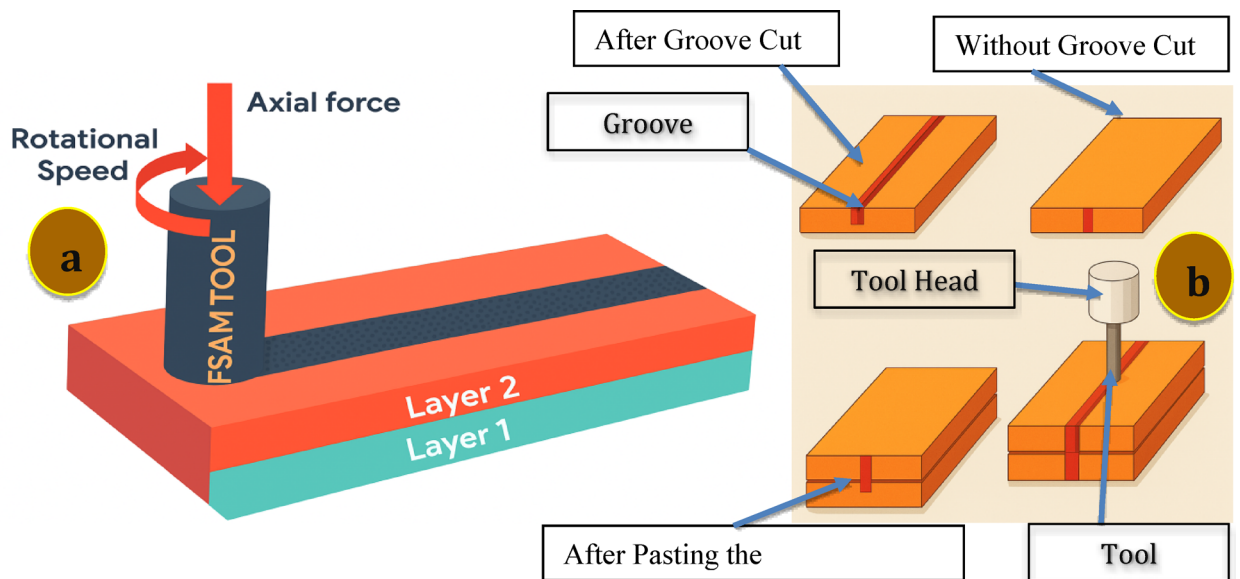 Axial force
Rotational
Speed
a
FSAM TOOL
Layer 2
Layer 1
After Groove Cut
Without Groove Cut
Groove
Tool Head
b
After Pasting the
Tool